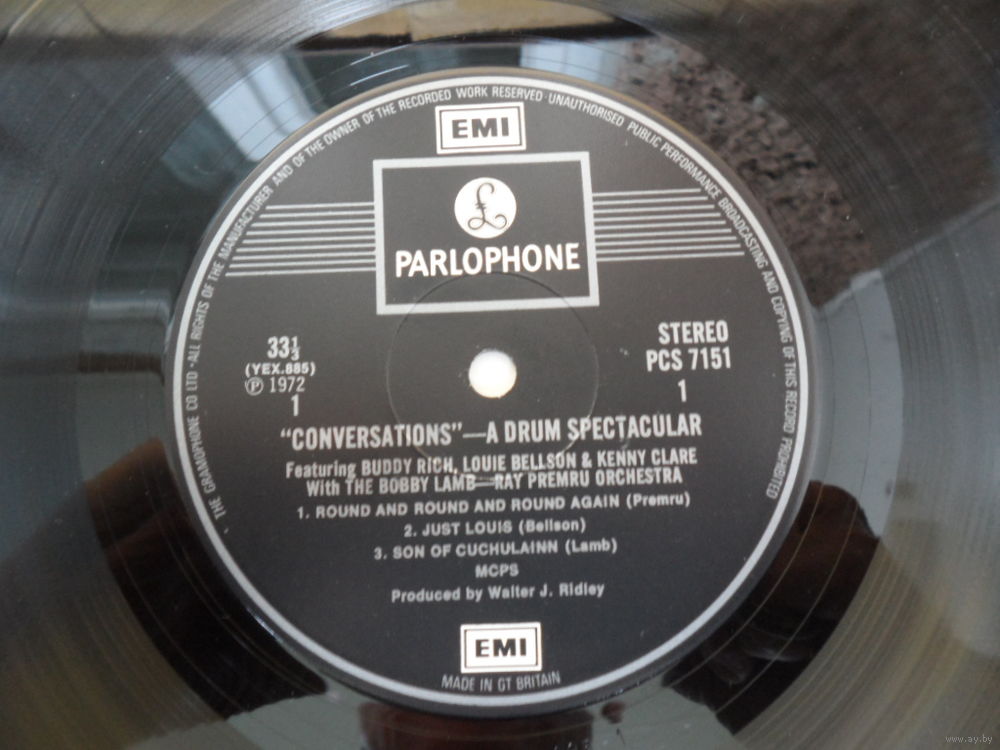 · THE GRAMOPHONE CO LTD · ALL RIGHTS OF THE MANUFACTURER AND OF THE OWNER OF THE RECORDED WORK RESERVED · UNAUTHORISED PUBLIC PERFORMANCE BROADCASTING AND COPYING OF THIS RECORD PROHIBITED
EMI
£
PARLOPHONE
33⅓
(YEX.885)
Ⓟ 1972
1
STEREO
PCS 7151
1
"CONVERSATIONS"—A DRUM SPECTACULAR
Featuring BUDDY RICH, LOUIE BELLSON & KENNY CLARE
With THE BOBBY LAMB—RAY PREMRU ORCHESTRA
1. ROUND AND ROUND AND ROUND AGAIN (Premru)
2. JUST LOUIS (Bellson)
3. SON OF CUCHULAINN (Lamb)
MCPS
Produced by Walter J. Ridley
EMI
MADE IN GT BRITAIN
www.ay.by